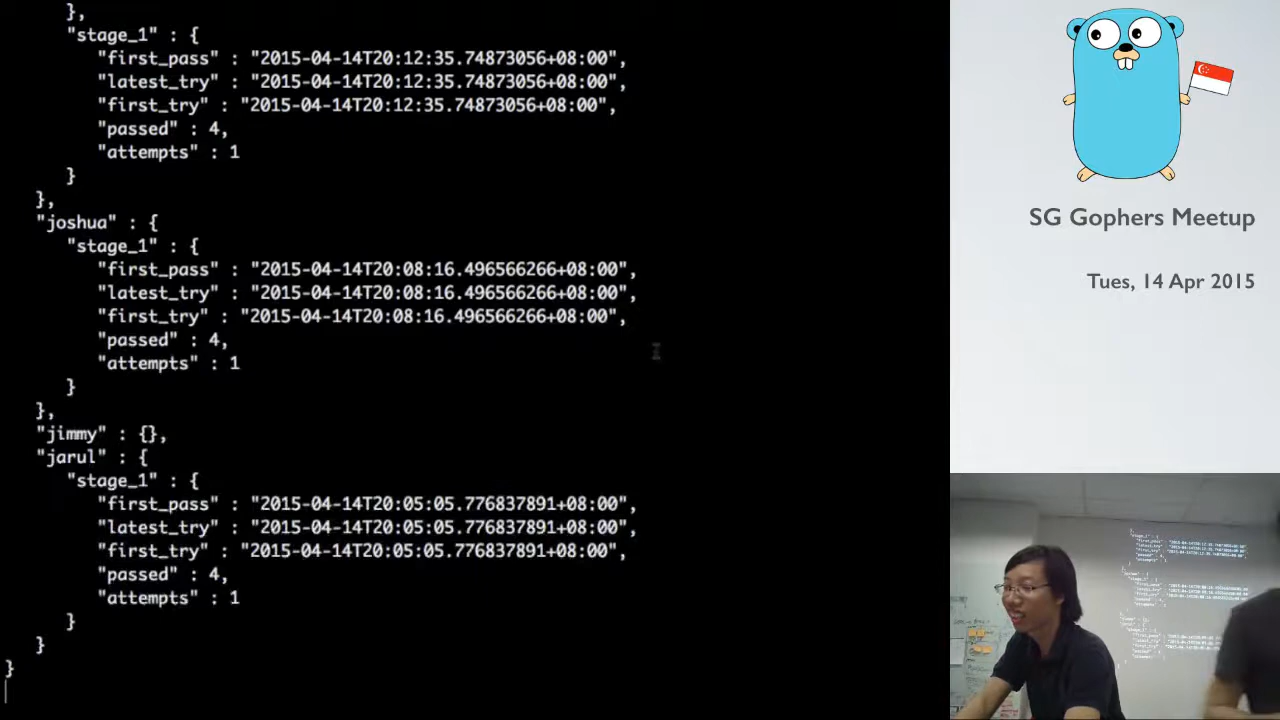 },
"stage_1" : {
"first_pass" : "2015-04-14T20:12:35.74873056+08:00",
"latest_try" : "2015-04-14T20:12:35.74873056+08:00",
"first_try" : "2015-04-14T20:12:35.74873056+08:00",
"passed" : 4,
"attempts" : 1
}
},
"joshua" : {
"stage_1" : {
"first_pass" : "2015-04-14T20:08:16.496566266+08:00",
"latest_try" : "2015-04-14T20:08:16.496566266+08:00",
"first_try" : "2015-04-14T20:08:16.496566266+08:00",
"passed" : 4,
"attempts" : 1
}
},
"jimmy" : {},
"jarul" : {
"stage_1" : {
"first_pass" : "2015-04-14T20:05:05.776837891+08:00",
"latest_try" : "2015-04-14T20:05:05.776837891+08:00",
"first_try" : "2015-04-14T20:05:05.776837891+08:00",
"passed" : 4,
"attempts" : 1
}
}
}
SG Gophers Meetup
Tues, 14 Apr 2015